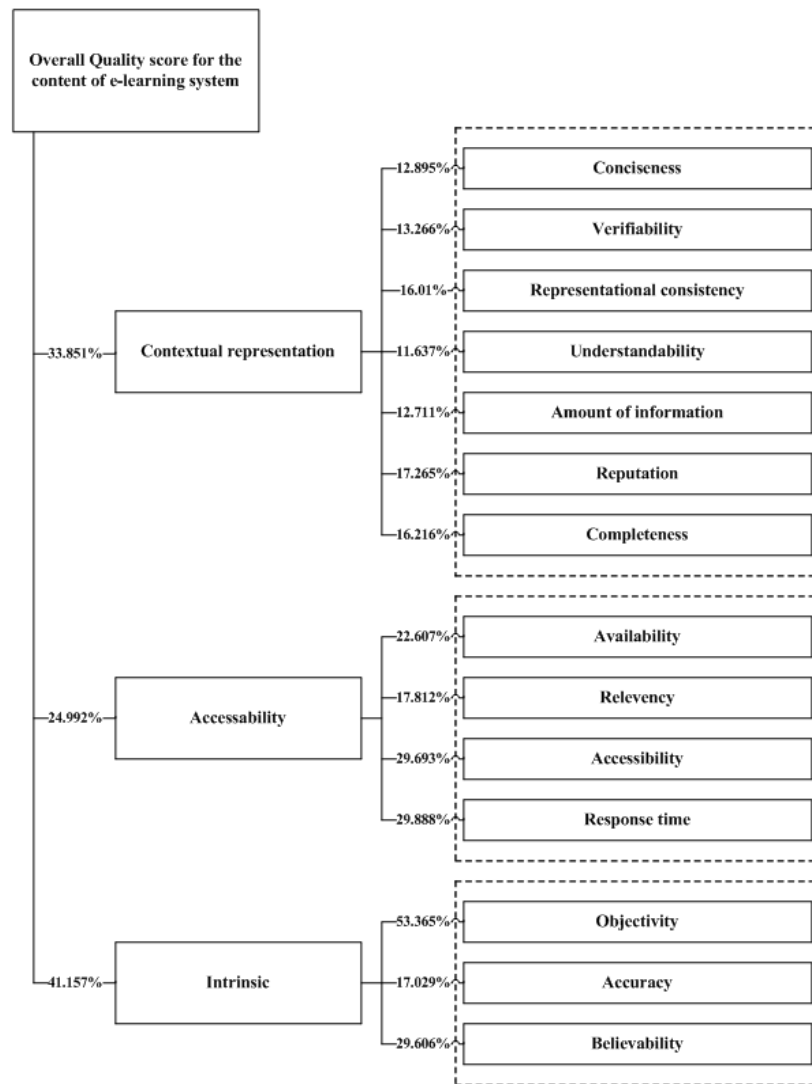 Overall Quality score for the
content of e-learning system
12.895%
Conciseness
13.266%
Verifiability
16.01%
Representational consistency
33.851%
Contextual representation
11.637%
Understandability
12.711%
Amount of information
17.265%
Reputation
16.216%
Completeness
22.607%
Availability
17.812%
Relevency
24.992%
Accessability
29.693%
Accessibility
29.888%
Response time
53.365%
Objectivity
41.157%
Intrinsic
17.029%
Accuracy
29.606%
Believability